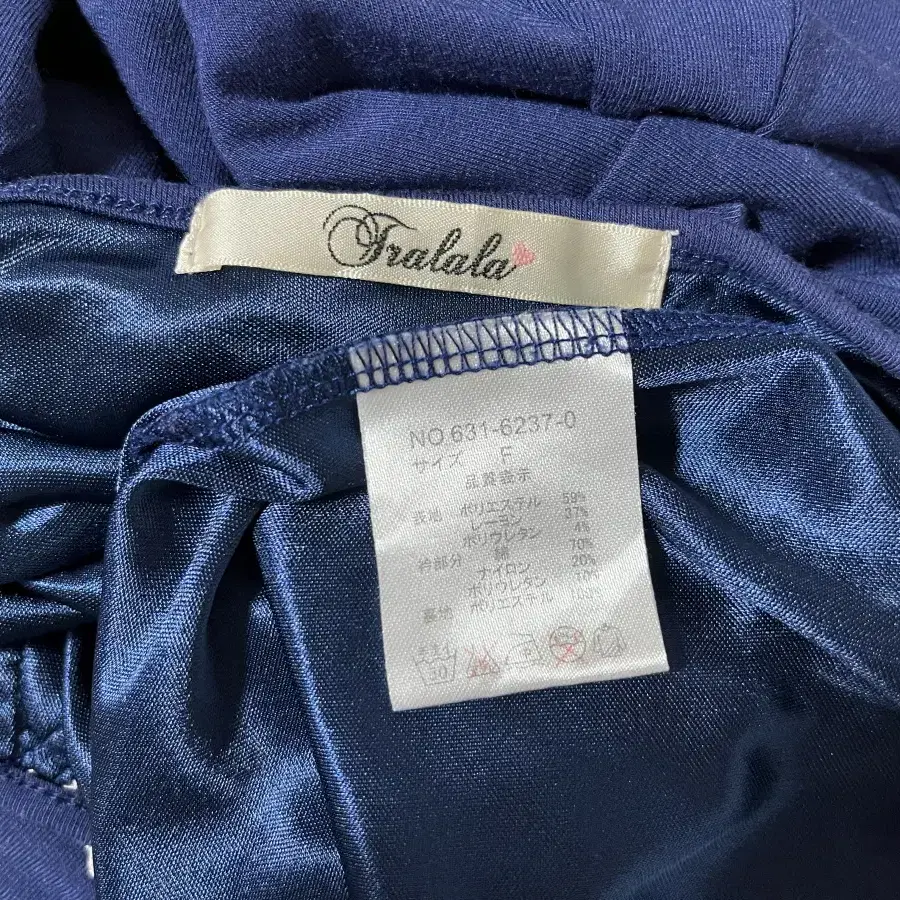 Tralala
NO 631-6237-0
サイズ F
品質表示
表地 ポリエステル 59%
レーヨン 37%
ポリウレタン 4%
衿部分 綿 70%
ナイロン 20%
ポリウレタン 10%
裏地 ポリエステル 100%
30